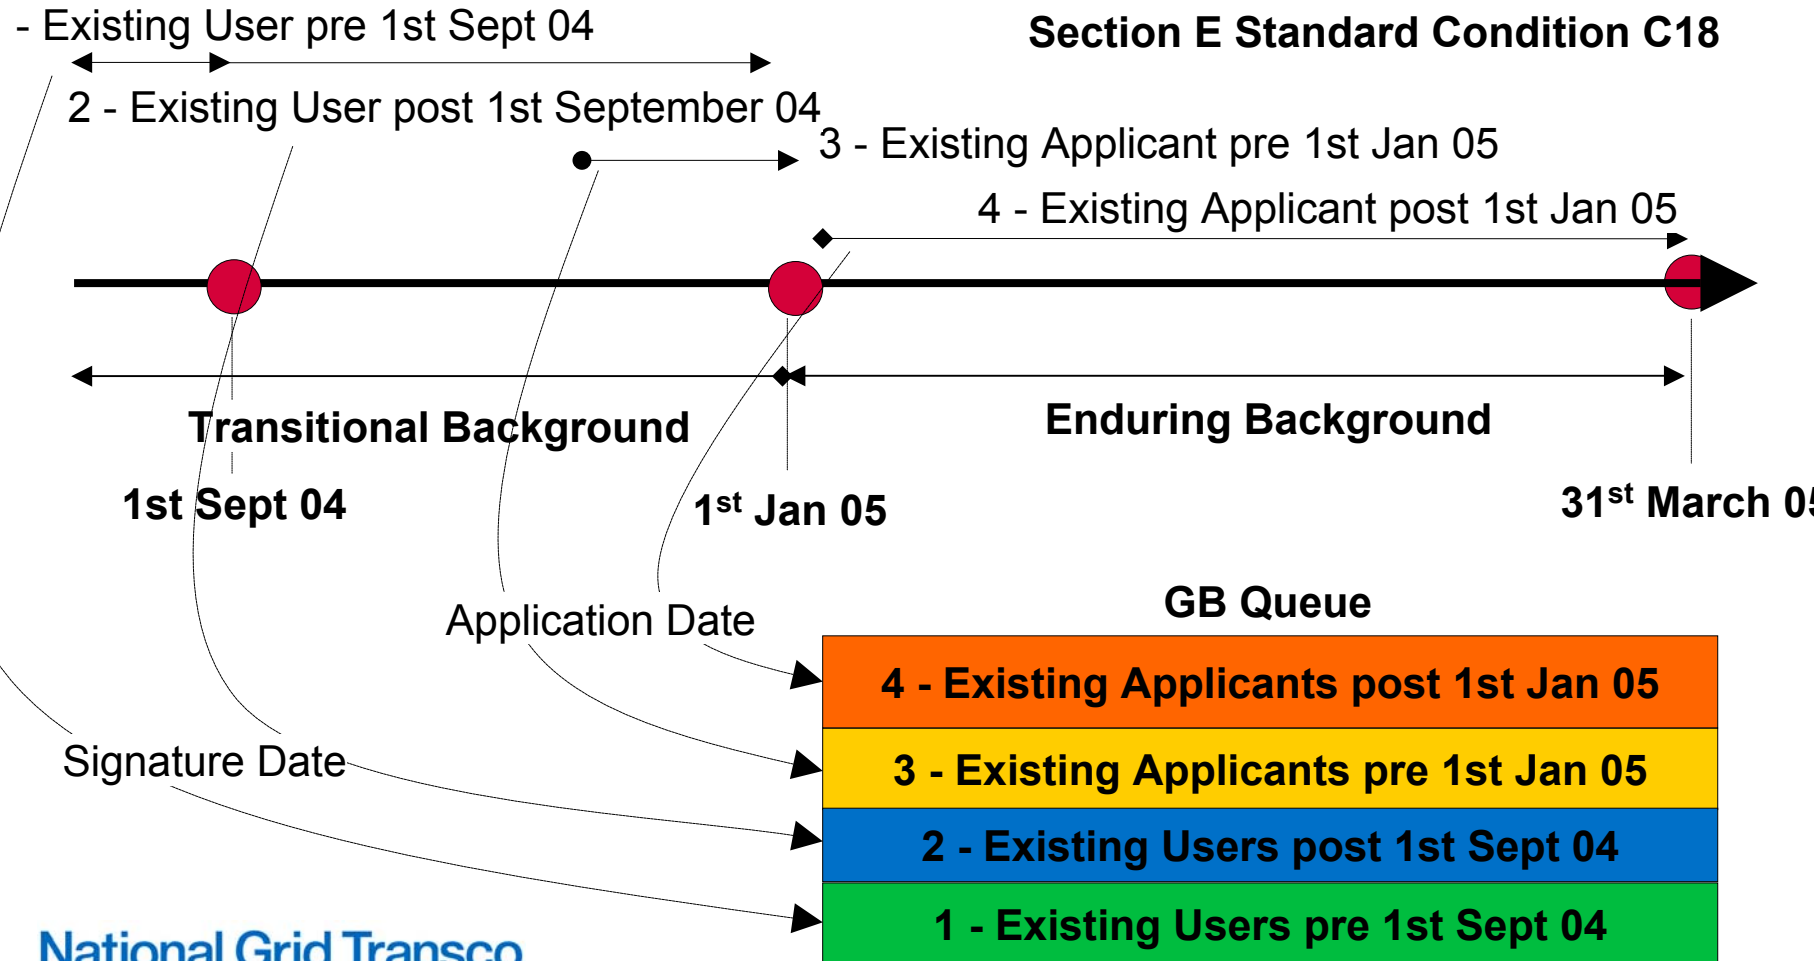 - Existing User pre 1st Sept 04
Section E Standard Condition C18
2 - Existing User post 1st September 04
3 - Existing Applicant pre 1st Jan 05
4 - Existing Applicant post 1st Jan 05
Transitional Background
Enduring Background
1st Sept 04
1st Jan 05
31st March 05
GB Queue
Application Date
4 - Existing Applicants post 1st Jan 05
Signature Date
3 - Existing Applicants pre 1st Jan 05
2 - Existing Users post 1st Sept 04
1 - Existing Users pre 1st Sept 04
National Grid Transco